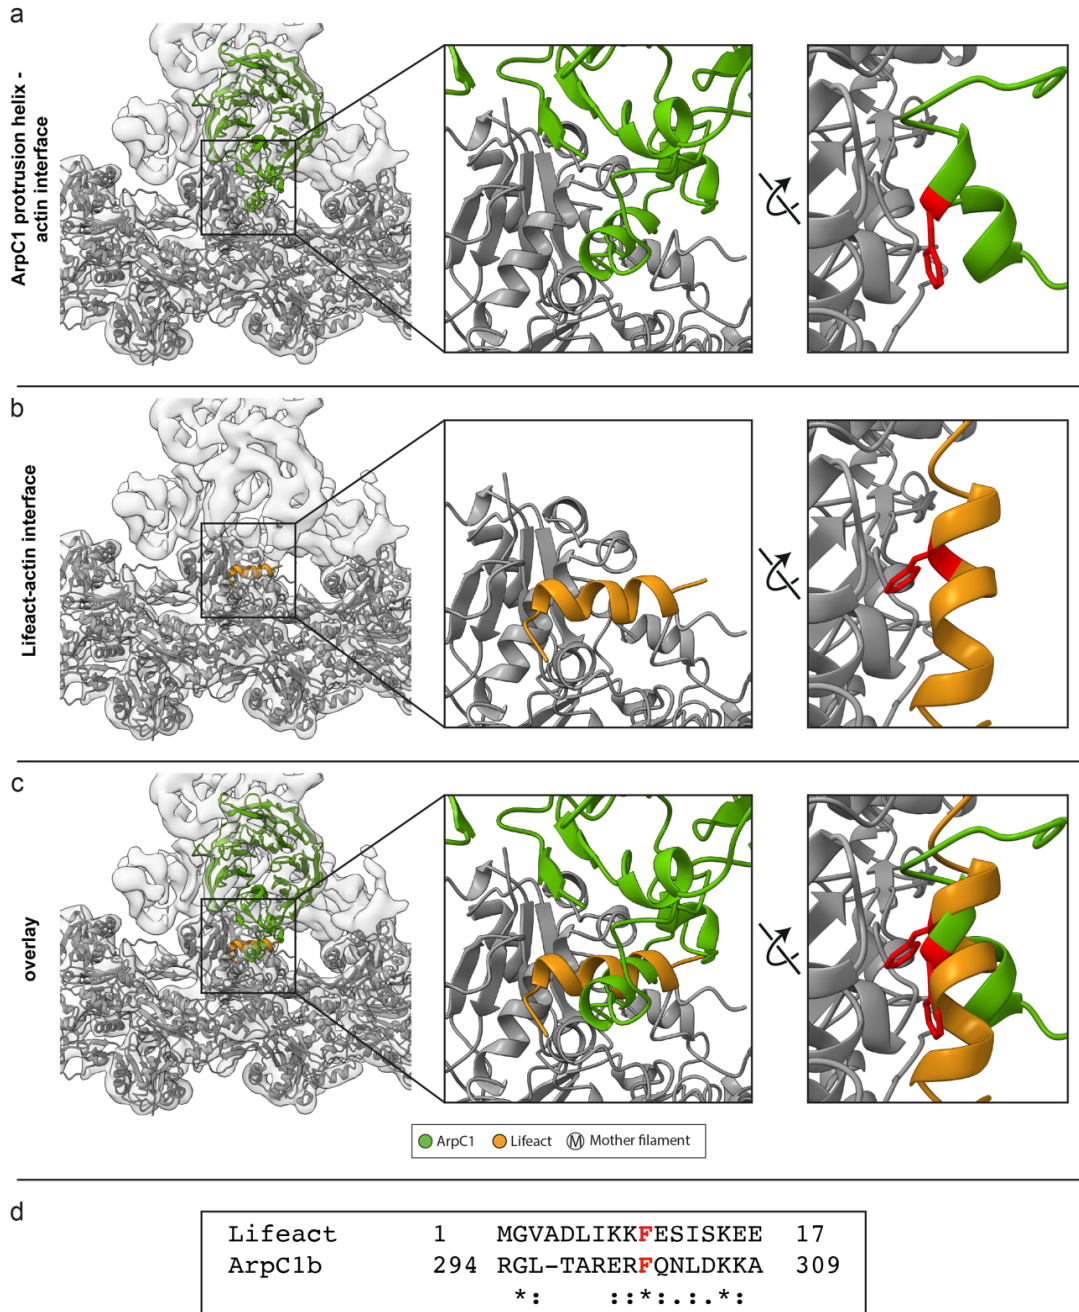 a
ArpC1 protrusion helix -
actin interface
b
Lifeact-actin interface
c
overlay
ArpC1 Lifeact M Mother filament
d
Lifeact 1 MGVADLIKKFESISKEE 17
ArpC1b 294 RGL-TARERFQNLDKKA 309
*: ::*:.:.*: